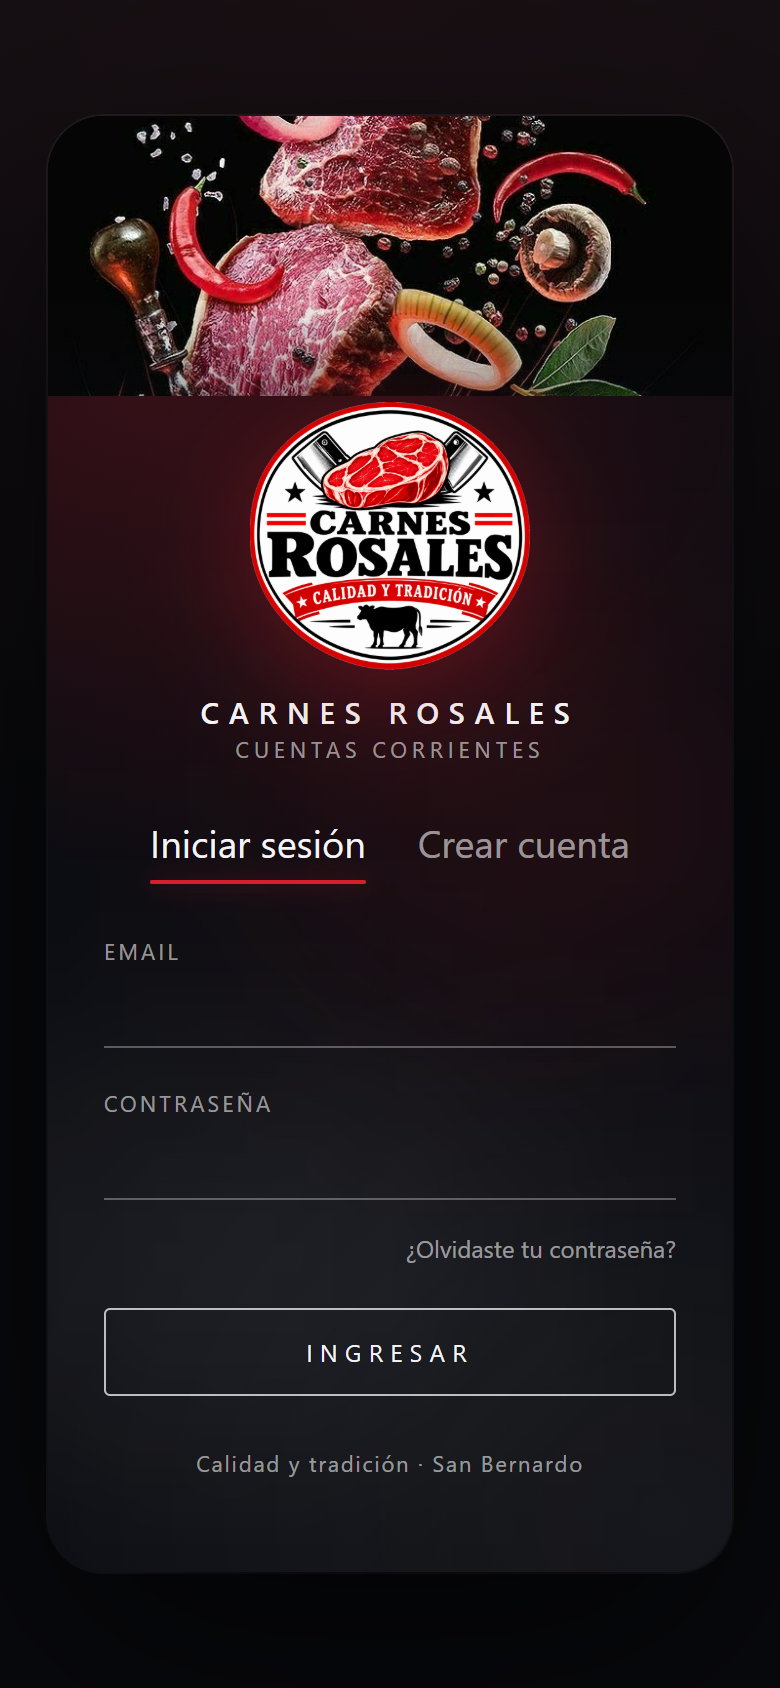 CARNES
ROSALES
CALIDAD Y TRADICIÓN
CARNES ROSALES
CUENTAS CORRIENTES
Iniciar sesión Crear cuenta
EMAIL
CONTRASEÑA
¿Olvidaste tu contraseña?
INGRESAR
Calidad y tradición · San Bernardo